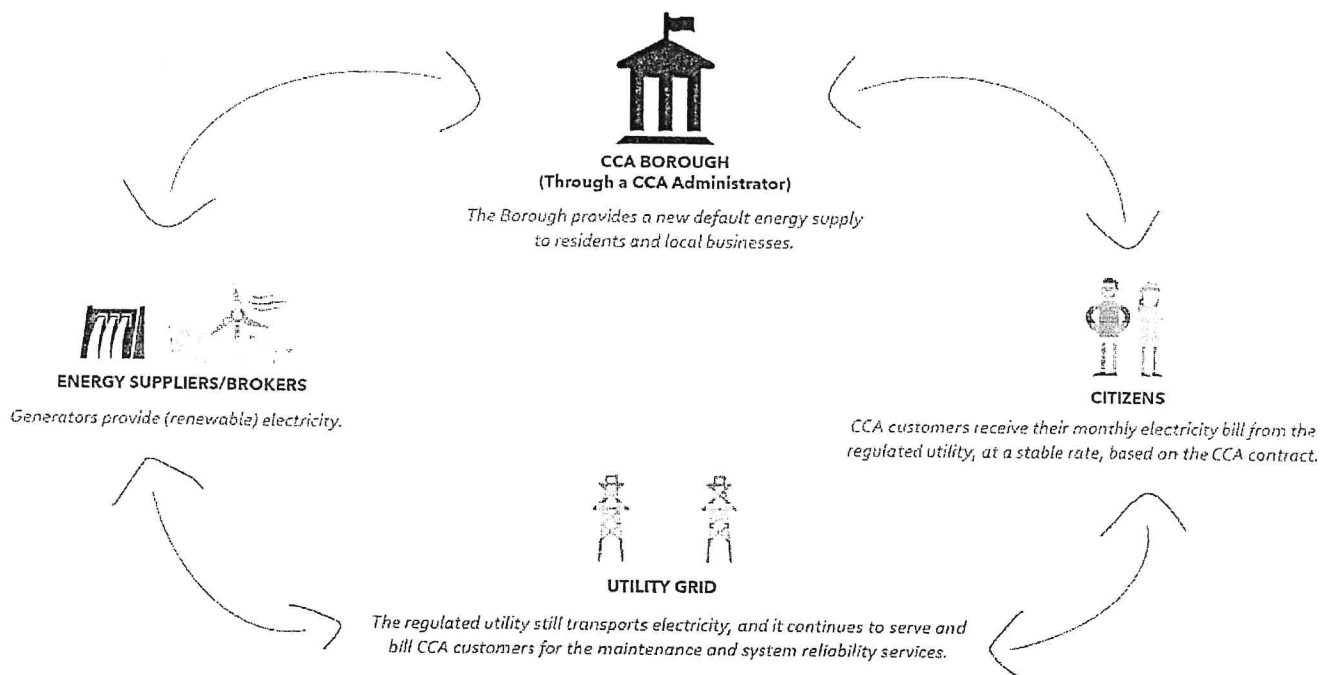 CCA BOROUGH
(Through a CCA Administrator)
The Borough provides a new default energy supply
to residents and local businesses.
ENERGY SUPPLIERS/BROKERS
Generators provide (renewable) electricity.
CITIZENS
CCA customers receive their monthly electricity bill from the
regulated utility, at a stable rate, based on the CCA contract.
UTILITY GRID
The regulated utility still transports electricity, and it continues to serve and
bill CCA customers for the maintenance and system reliability services.